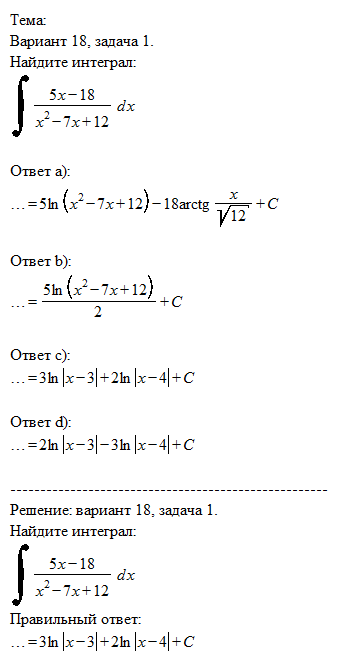 Тема:
Вариант 18, задача 1.
Найдите интеграл:
∫ (5x−18)/(x²−7x+12) dx
Ответ a):
…=5ln(x²−7x+12)−18arctg x/√12+C
Ответ b):
…=5ln(x²−7x+12)/2+C
Ответ c):
…=3ln|x−3|+2ln|x−4|+C
Ответ d):
…=2ln|x−3|−3ln|x−4|+C
-----------------------------------------------------
Решение: вариант 18, задача 1.
Найдите интеграл:
∫ (5x−18)/(x²−7x+12) dx
Правильный ответ:
…=3ln|x−3|+2ln|x−4|+C